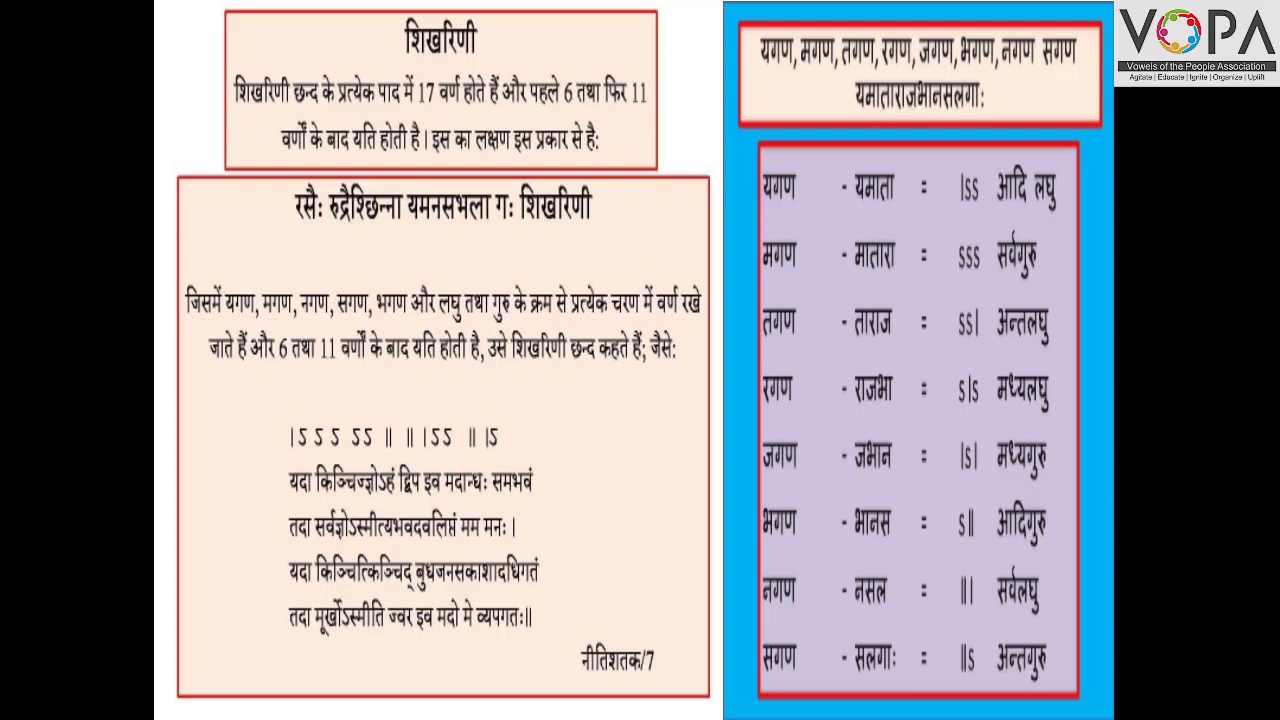 शिखरिणी
शिखरिणी छन्द के प्रत्येक पाद में 17 वर्ण होते हैं और पहले 6 तथा फिर 11
वर्णों के बाद यति होती है। इस का लक्षण इस प्रकार से है:
रसैः रुद्रैश्छिन्ना यमनसभला गः शिखरिणी
जिसमें यगण, मगण, नगण, सगण, भगण और लघु तथा गुरु के क्रम से प्रत्येक चरण में वर्ण रखे
जाते हैं और 6 तथा 11 वर्णों के बाद यति होती है, उसे शिखरिणी छन्द कहते हैं; जैसे:
।ऽ ऽ ऽ ऽऽ ॥ ॥ ।ऽऽ ॥ ।ऽ
यदा किञ्चिज्ज्ञोऽहं द्विप इव मदान्धः समभवं
तदा सर्वज्ञोऽस्मीत्यभवदवलिप्तं मम मनः।
यदा किञ्चित्किञ्चिद् बुधजनसकाशादधिगतं
तदा मूर्खोऽस्मीति ज्वर इव मदो मे व्यपगतः॥
नीतिशतक/7
यगण, मगण, तगण, रगण, जगण, भगण, नगण सगण
यमाताराजभानसलगाः
यगण - यमाता = |ss आदि लघु
मगण - मातारा = sss सर्वगुरु
तगण - ताराज = ss| अन्तलघु
रगण - राजभा = s|s मध्यलघु
जगण - जभान = |s| मध्यगुरु
भगण - भानस = s|| आदिगुरु
नगण - नसल = ||| सर्वलघु
सगण - सलगाः = ||s अन्तगुरु
VOPA
Vowels of the People Association
Agitate | Educate | Ignite | Organize | Uplift